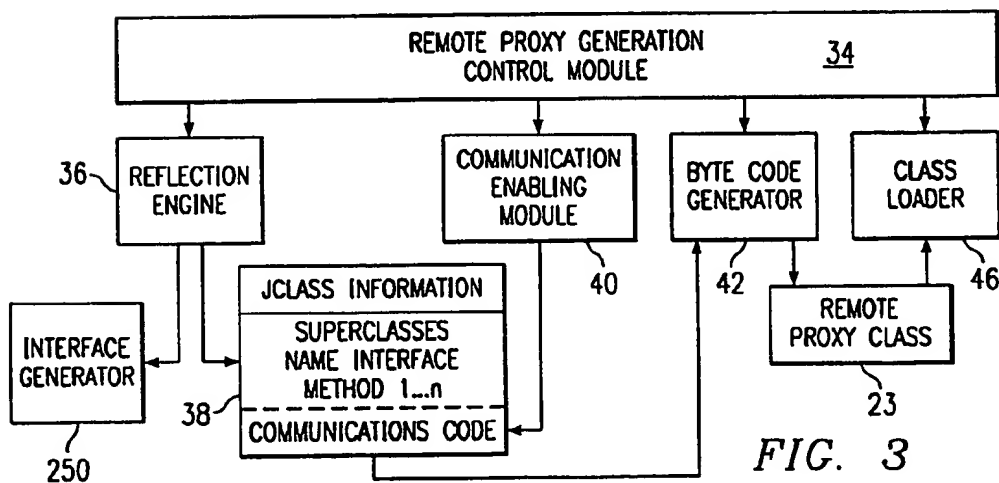 REMOTE PROXY GENERATION
CONTROL MODULE
34
36
REFLECTION
ENGINE
COMMUNICATION
ENABLING
MODULE
40
BYTE CODE
GENERATOR
42
CLASS
LOADER
46
INTERFACE
GENERATOR
250
JCLASS INFORMATION
SUPERCLASSES
NAME INTERFACE
METHOD 1...n
COMMUNICATIONS CODE
38
REMOTE
PROXY CLASS
23
FIG. 3